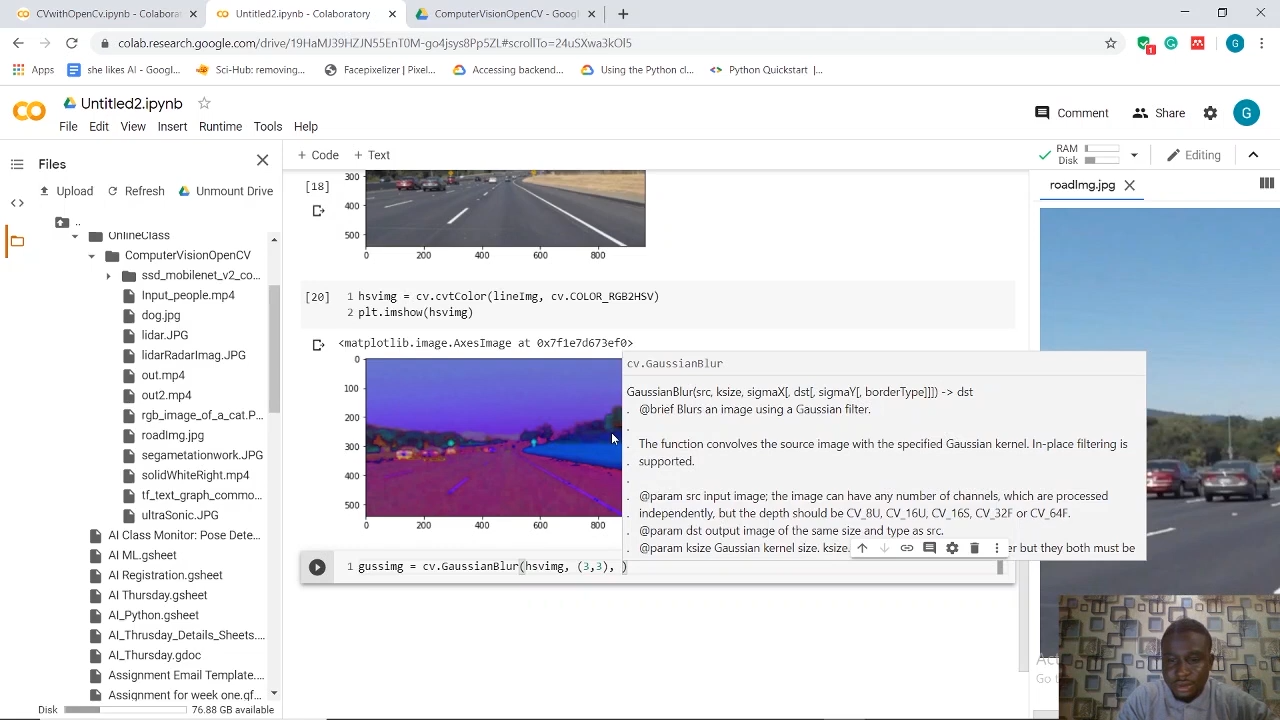 CVwithOpenCv.ipynb - Colaborat
Untitled2.ipynb - Colaboratory
ComputerVisionOpenCV - Googl
colab.research.google.com/drive/19HaMJ39HZJN55EnT0M-go4jsys8Pp5ZL#scrollTo=24uSXwa3kOl5
Apps
she likes AI - Googl...
Sci-Hub: removing...
Facepixelizer | Pixel...
Accessing backend...
Using the Python cl...
Python Quickstart |...
Untitled2.ipynb
File Edit View Insert Runtime Tools Help
Comment
Share
G
Files
Upload Refresh Unmount Drive
+ Code + Text
RAM
Disk
Editing
roadImg.jpg
..
OnlineClass
ComputerVisionOpenCV
ssd_mobilenet_v2_co...
Input_people.mp4
dog.jpg
lidar.JPG
lidarRadarImag.JPG
out.mp4
out2.mp4
rgb_image_of_a_cat.P...
roadImg.jpg
segametationwork.JPG
solidWhiteRight.mp4
tf_text_graph_commo...
ultraSonic.JPG
AI Class Monitor: Pose Dete...
AI ML.gsheet
AI Registration.gsheet
AI Thursday.gsheet
AI_Python.gsheet
AI_Thrusday_Details_Sheets....
AI_Thursday.gdoc
Assignment Email Template....
Assignment for week one.gf...
Disk 76.88 GB available
[18]
300
400
500
0 200 400 600 800
[20]
1 hsvimg = cv.cvtColor(lineImg, cv.COLOR_RGB2HSV)
2 plt.imshow(hsvimg)
<matplotlib.image.AxesImage at 0x7f1e7d673ef0>
0
100
200
300
400
500
0 200 400 600 800
cv.GaussianBlur
GaussianBlur(src, ksize, sigmaX[, dst[, sigmaY[, borderType]]]) -> dst
. @brief Blurs an image using a Gaussian filter.
.
. The function convolves the source image with the specified Gaussian kernel. In-place filtering is
. supported.
.
. @param src input image; the image can have any number of channels, which are processed
. independently, but the depth should be CV_8U, CV_16U, CV_16S, CV_32F or CV_64F.
. @param dst output image of the same size and type as src.
. @param ksize Gaussian kernel size. ksize. but they both must be
1 gussimg = cv.GaussianBlur(hsvimg, (3,3), )